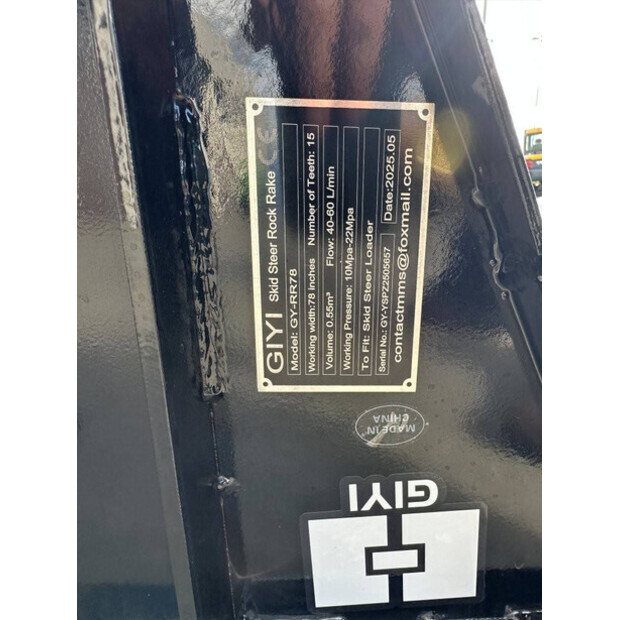 GIYI Skid Steer Rock Rake CE
Model: GY-RR78
Working width:78 inches Number of Teeth: 15
Volume: 0.55m³ Flow: 40-60 L/min
Working Pressure: 10Mpa-22Mpa
To Fit: Skid Steer Loader
Serial No.: GY-YSPZ2505657 Date:2025.05
contactmms@foxmail.com
MADE IN
CHINA
GIYI